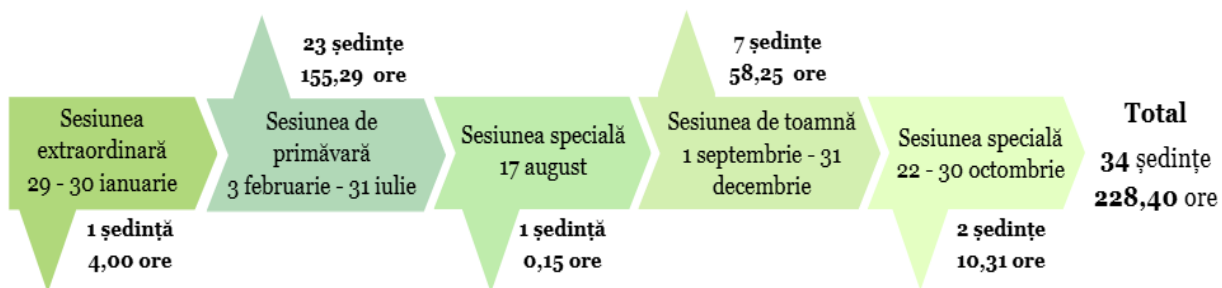 23 ședințe
155,29 ore
7 ședințe
58,25 ore
Sesiunea
extraordinară
29 - 30 ianuarie
Sesiunea de
primăvară
3 februarie - 31 iulie
Sesiunea specială
17 august
Sesiunea de toamnă
1 septembrie - 31
decembrie
Sesiunea specială
22 - 30 octombrie
Total
34 ședințe
228,40 ore
1 ședință
4,00 ore
1 ședință
0,15 ore
2 ședințe
10,31 ore